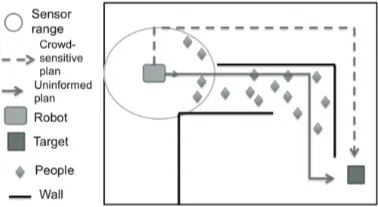 Sensor
range
Crowd-
sensitive
plan
Uninformed
plan
Robot
Target
People
Wall